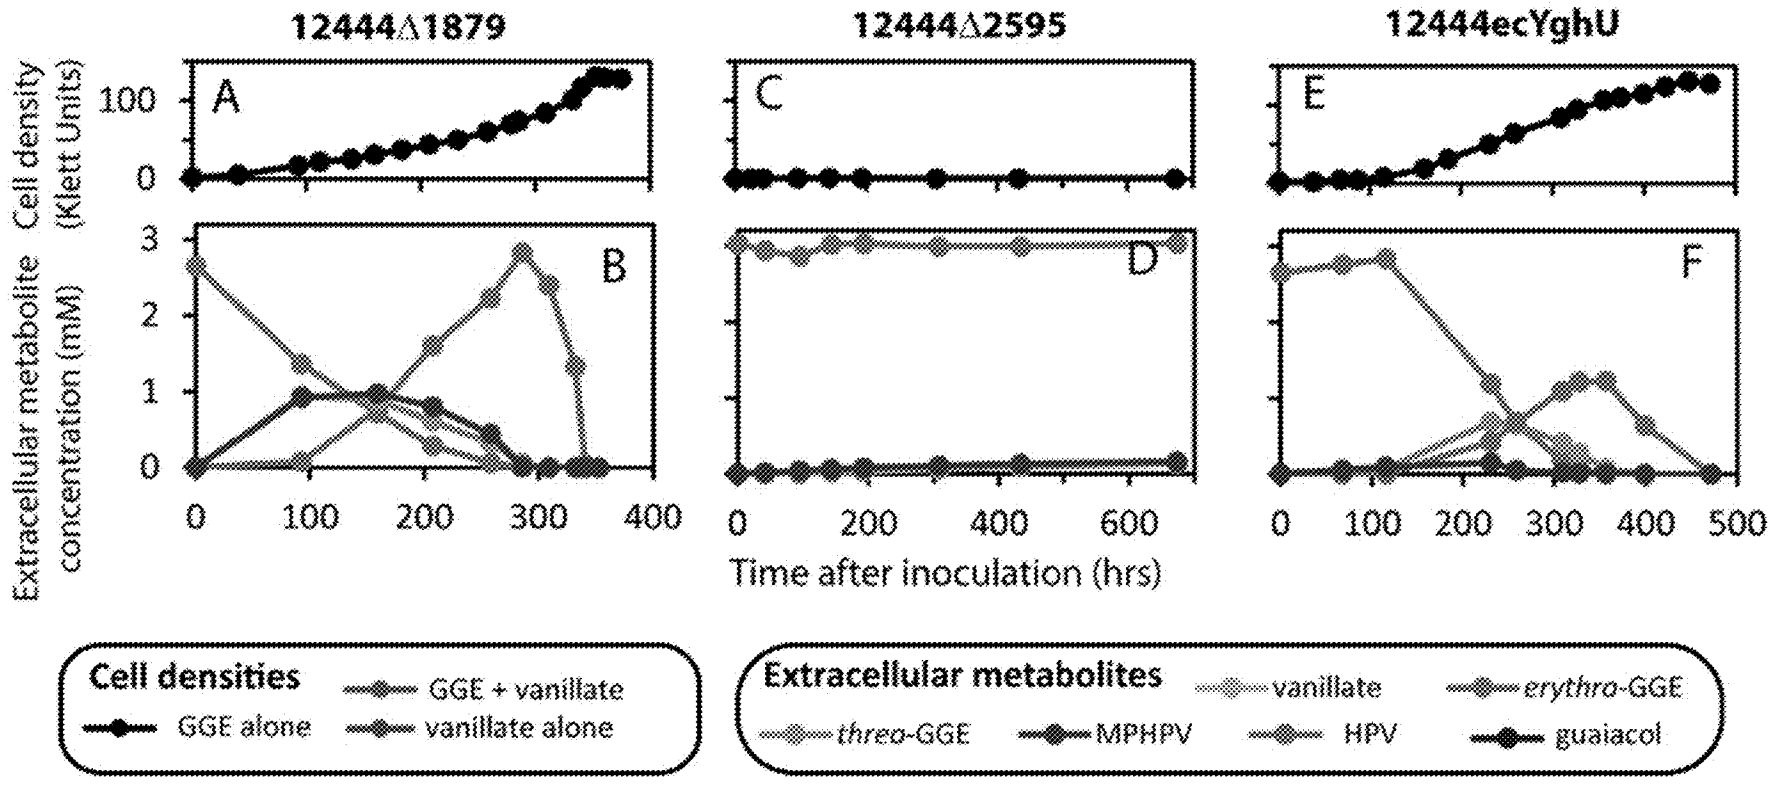 12444Δ1879
12444Δ2595
12444ecYghU
Cell density
(Klett Units)
100
0
A
C
E
Extracellular metabolite
concentration (mM)
3
2
1
0
B
D
F
0 100 200 300 400
0 200 400 600
0 100 200 300 400 500
Time after inoculation (hrs)
Cell densities
GGE + vanillate
GGE alone
vanillate alone
Extracellular metabolites
vanillate
erythro-GGE
threo-GGE
MPHPV
HPV
guaiacol